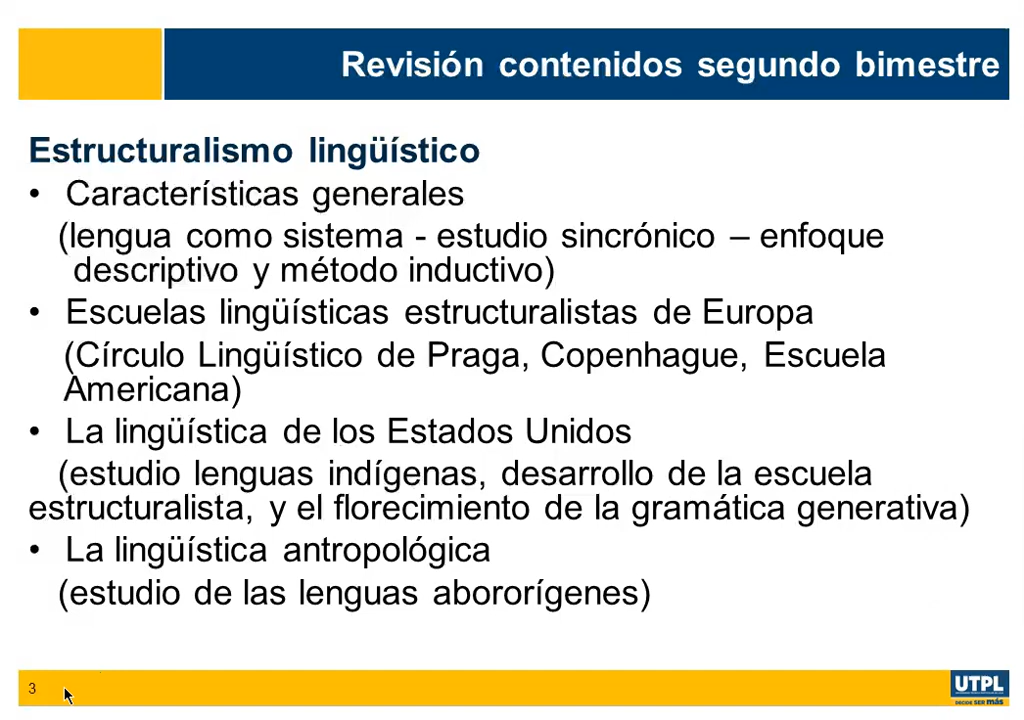 Revisión contenidos segundo bimestre
Estructuralismo lingüístico
• Características generales
(lengua como sistema - estudio sincrónico – enfoque
descriptivo y método inductivo)
• Escuelas lingüísticas estructuralistas de Europa
(Círculo Lingüístico de Praga, Copenhague, Escuela
Americana)
• La lingüística de los Estados Unidos
(estudio lenguas indígenas, desarrollo de la escuela
estructuralista, y el florecimiento de la gramática generativa)
• La lingüística antropológica
(estudio de las lenguas abororígenes)
3
UTPL
DECIDE SER más